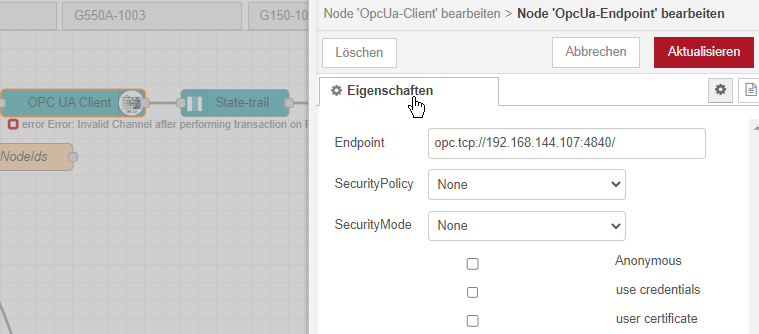 G550A-1003
G150-10
OPC UA Client
State-trail
error Error: Invalid Channel after performing transaction on
NodeIds
Node 'OpcUa-Client' bearbeiten > Node 'OpcUa-Endpoint' bearbeiten
Löschen
Abbrechen
Aktualisieren
Eigenschaften
Endpoint
opc.tcp://192.168.144.107:4840/
SecurityPolicy
None
SecurityMode
None
Anonymous
use credentials
user certificate